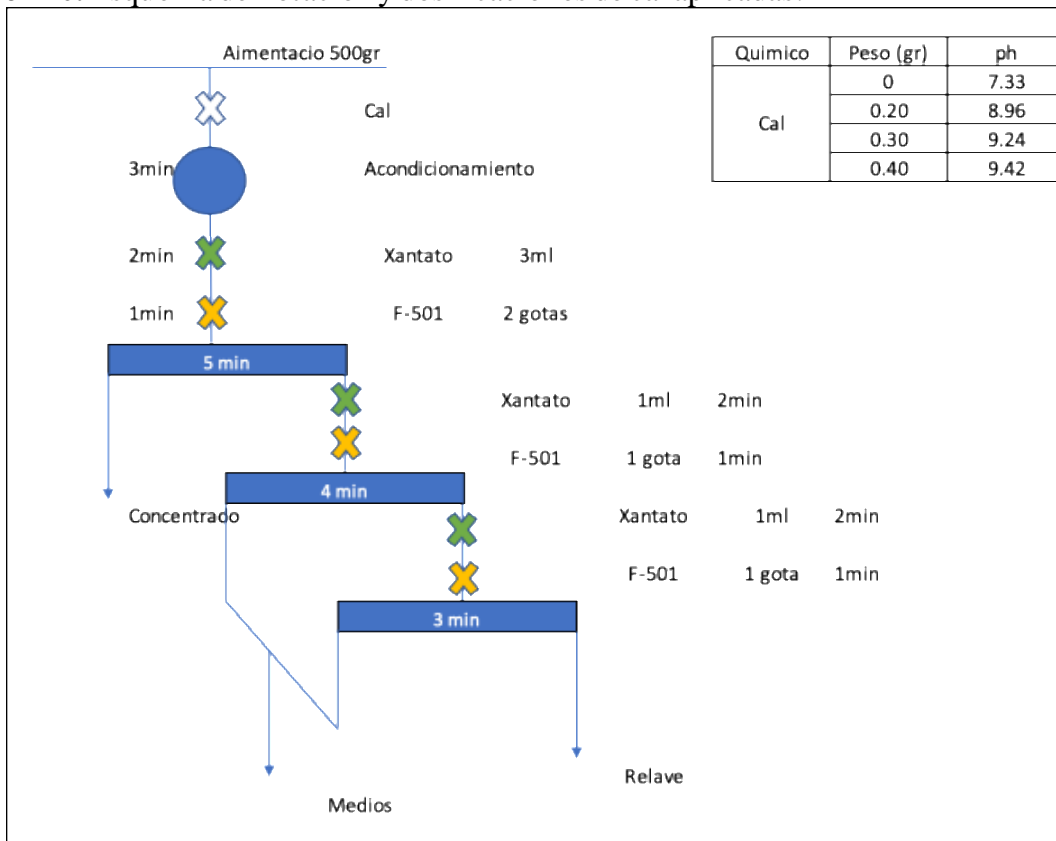 Aimentacio 500gr
Quimico Peso (gr) ph
Cal
0 7.33
0.20 8.96
0.30 9.24
0.40 9.42
Cal
3min Acondicionamiento
2min Xantato 3ml
1min F-501 2 gotas
5 min
Xantato 1ml 2min
F-501 1 gota 1min
4 min
Concentrado Xantato 1ml 2min
F-501 1 gota 1min
3 min
Relave
Medios